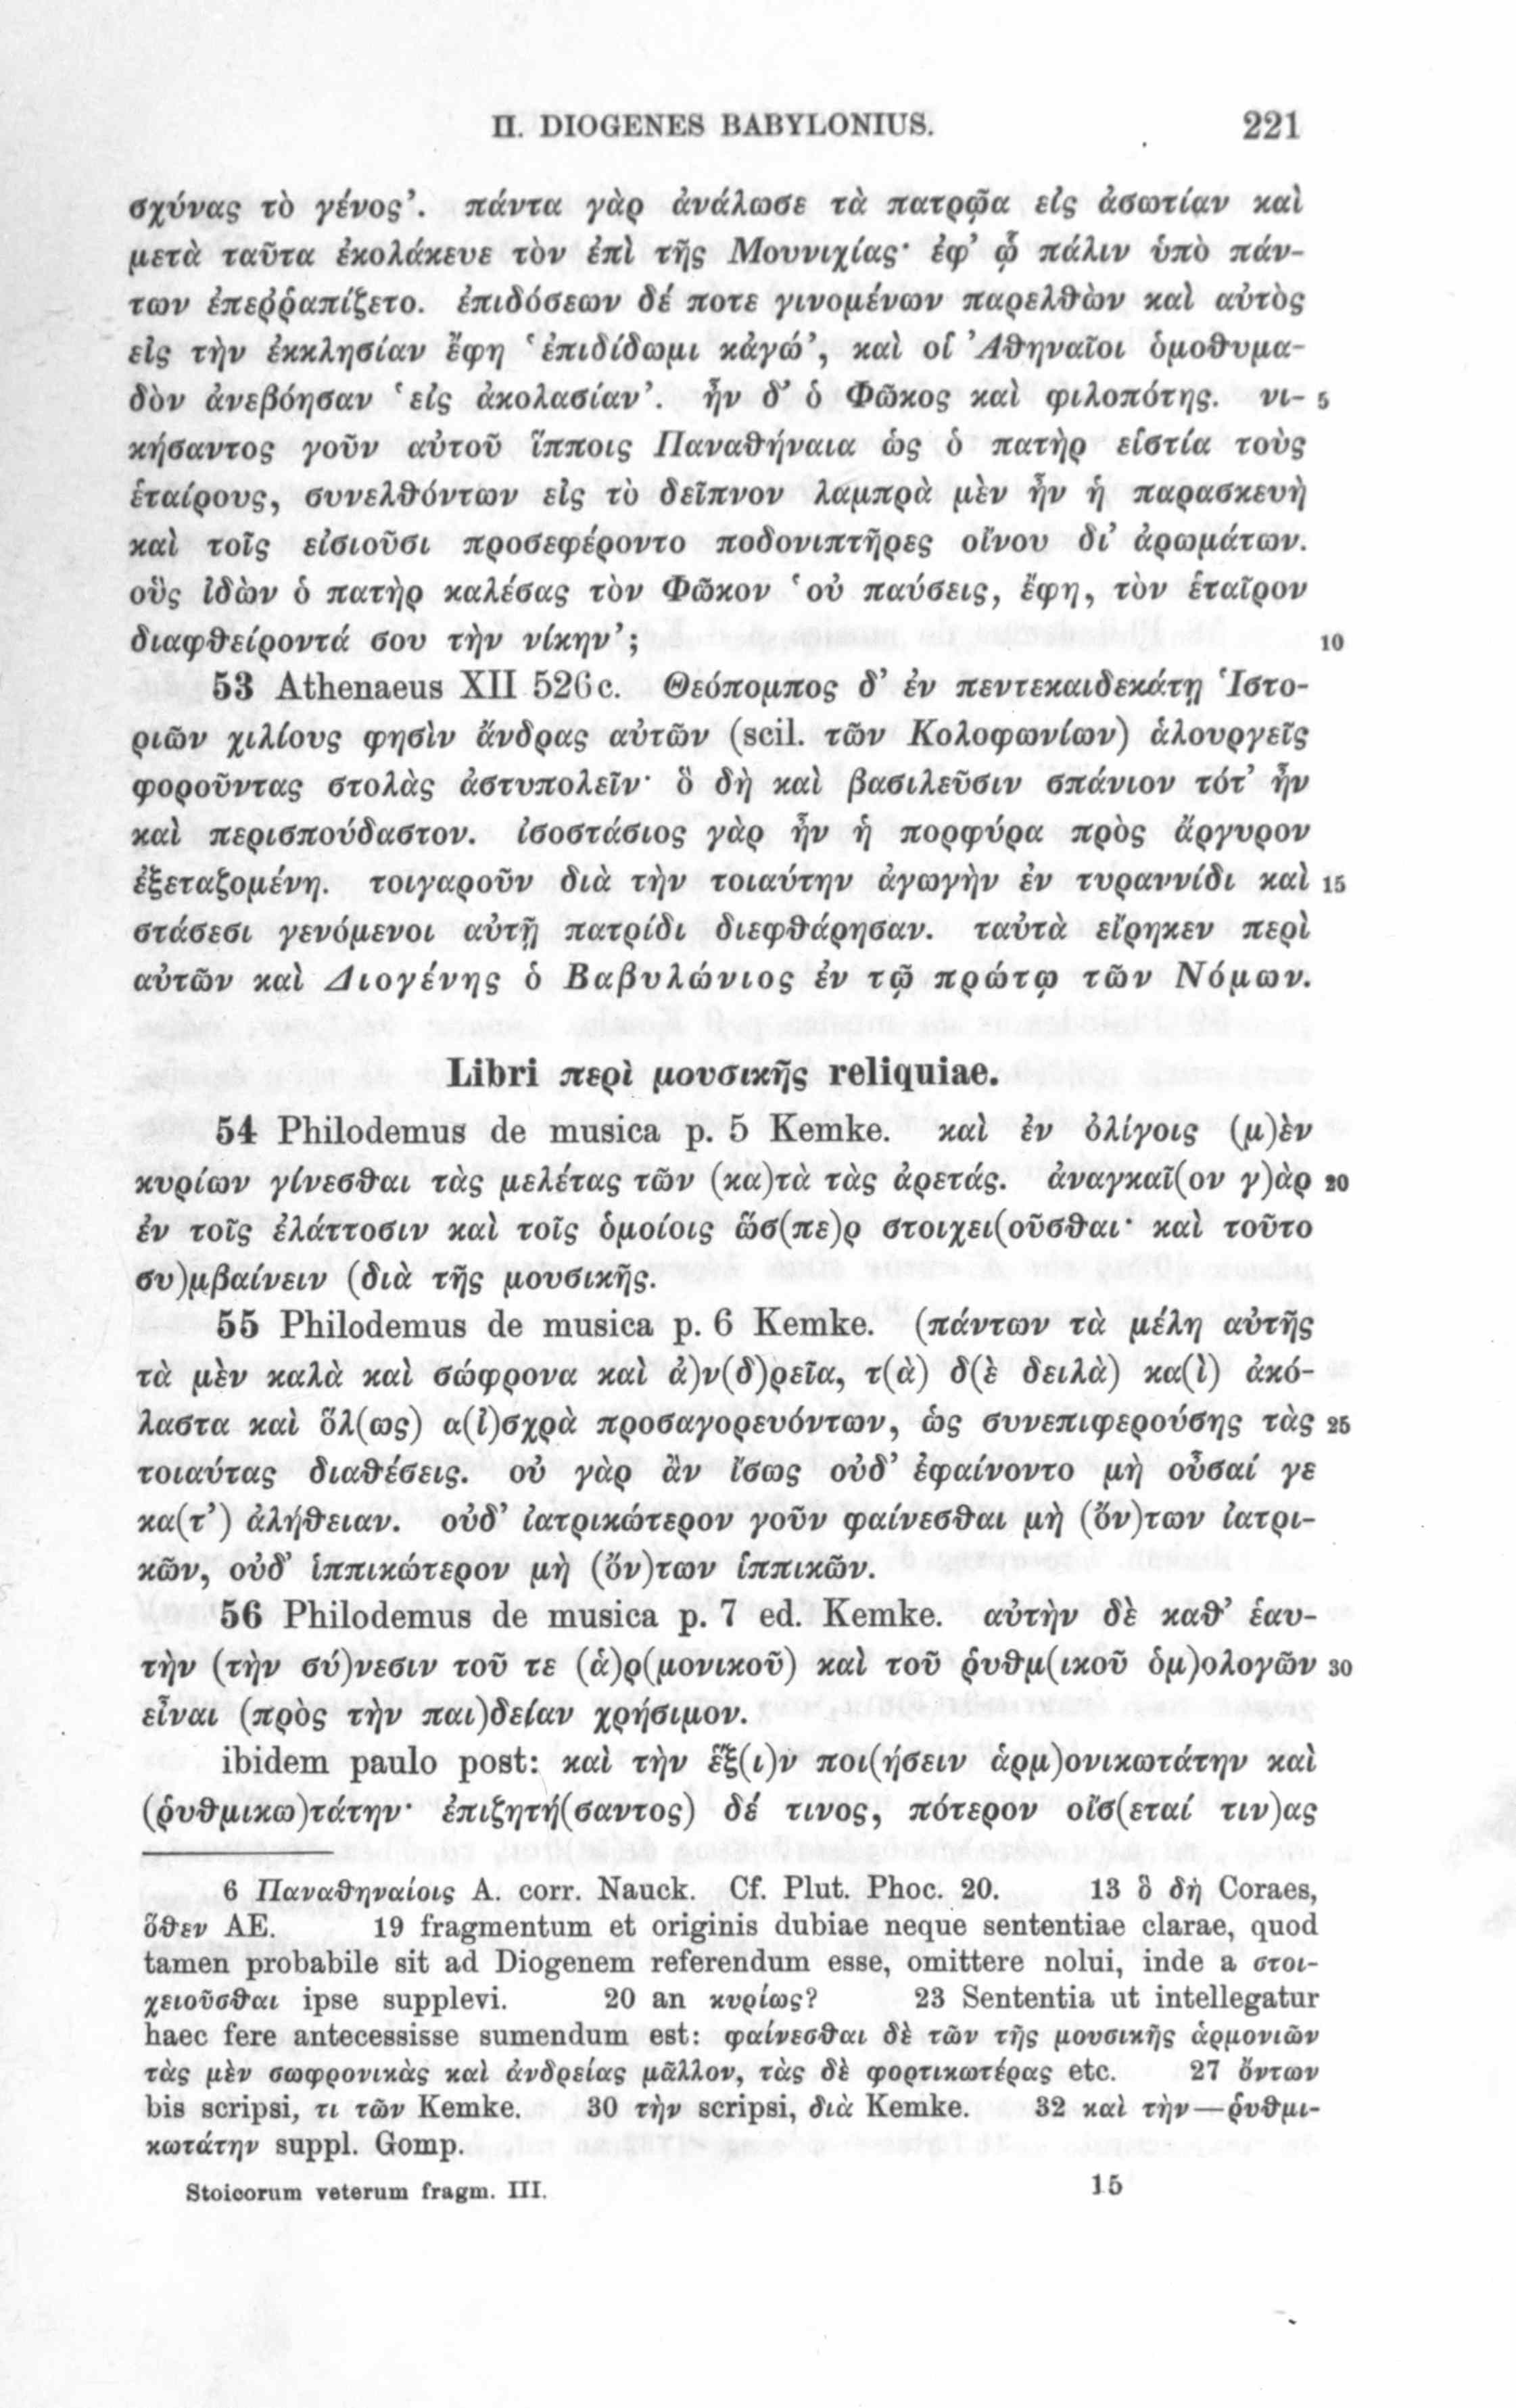 II. DIOGENES BABYLONIUS. 221
σχύνας τὸ γένος’. πάντα γὰρ ἀνάλωσε τὰ πατρῷα εἰς ἀσωτίαν καὶ
μετὰ ταῦτα ἐκολάκευε τὸν ἐπὶ τῆς Μουνιχίας· ἐφ’ ᾧ πάλιν ὑπὸ πάν-
των ἐπεῤῥαπίζετο. ἐπιδόσεων δέ ποτε γινομένων παρελθὼν καὶ αὐτὸς
εἰς τὴν ἐκκλησίαν ἔφη ‘ἐπιδίδωμι κἀγώ’, καὶ οἱ Ἀθηναῖοι ὁμοθυμα-
δὸν ἀνεβόησαν ‘εἰς ἀκολασίαν’. ἦν δ’ ὁ Φῶκος καὶ φιλοπότης. νι- 5
κήσαντος γοῦν αὐτοῦ ἵπποις Παναθήναια ὡς ὁ πατὴρ εἱστία τοὺς
ἑταίρους, συνελθόντων εἰς τὸ δεῖπνον λαμπρὰ μὲν ἦν ἡ παρασκευὴ
καὶ τοῖς εἰσιοῦσι προσεφέροντο ποδονιπτῆρες οἴνου δι’ ἀρωμάτων.
οὓς ἰδὼν ὁ πατὴρ καλέσας τὸν Φῶκον ‘οὐ παύσεις, ἔφη, τὸν ἑταῖρον
διαφθείροντά σου τὴν νίκην’; 10
53 Athenaeus XII 526 c. Θεόπομπος δ’ ἐν πεντεκαιδεκάτῃ Ἱστο-
ριῶν χιλίους φησὶν ἄνδρας αὐτῶν (scil. τῶν Κολοφωνίων) ἁλουργεῖς
φοροῦντας στολὰς ἀστυπολεῖν· ὃ δὴ καὶ βασιλεῦσιν σπάνιον τότ’ ἦν
καὶ περισπούδαστον. ἰσοστάσιος γὰρ ἦν ἡ πορφύρα πρὸς ἄργυρον
ἐξεταζομένη. τοιγαροῦν διὰ τὴν τοιαύτην ἀγωγὴν ἐν τυραννίδι καὶ 15
στάσεσι γενόμενοι αὐτῇ πατρίδι διεφθάρησαν. ταὐτὰ εἴρηκεν περὶ
αὐτῶν καὶ Διογένης ὁ Βαβυλώνιος ἐν τῷ πρώτῳ τῶν Νόμων.
Libri περὶ μουσικῆς reliquiae.
54 Philodemus de musica p. 5 Kemke. καὶ ἐν ὀλίγοις (μ)ὲν
κυρίων γίνεσθαι τὰς μελέτας τῶν (κα)τὰ τὰς ἀρετάς. ἀναγκαῖ(ον γ)ὰρ 20
ἐν τοῖς ἐλάττοσιν καὶ τοῖς ὁμοίοις ὥσ(πε)ρ στοιχει(οῦσθαι· καὶ τοῦτο
συ)μβαίνειν (διὰ τῆς μουσικῆς.
55 Philodemus de musica p. 6 Kemke. (πάντων τὰ μέλη αὐτῆς
τὰ μὲν καλὰ καὶ σώφρονα καὶ ἀ)ν(δ)ρεῖα, τ(ὰ) δ(ὲ δειλὰ) κα(ὶ) ἀκό-
λαστα καὶ ὅλ(ως) α(ἰ)σχρὰ προσαγορευόντων, ὡς συνεπιφερούσης τὰς 25
τοιαύτας διαθέσεις. οὐ γὰρ ἂν ἴσως οὐδ’ ἐφαίνοντο μὴ οὖσαί γε
κα(τ’) ἀλήθειαν. οὐδ’ ἰατρικώτερον γοῦν φαίνεσθαι μὴ (ὄν)των ἰατρι-
κῶν, οὐδ’ ἱππικώτερον μὴ (ὄν)των ἱππικῶν.
56 Philodemus de musica p. 7 ed. Kemke. αὐτὴν δὲ καθ’ ἑαυ-
τὴν (τὴν σύ)νεσιν τοῦ τε (ἁ)ρ(μονικοῦ) καὶ τοῦ ῥυθμ(ικοῦ ὁμ)ολογῶν 30
εἶναι (πρὸς τὴν παι)δείαν χρήσιμον.
ibidem paulo post: καὶ τὴν ἕξ(ι)ν ποι(ήσειν ἁρμ)ονικωτάτην καὶ
(ῥυθμικω)τάτην· ἐπιζητή(σαντος) δέ τινος, πότερον οἴσ(εταί τιν)ας
6 Παναθηναίοις A. corr. Nauck. Cf. Plut. Phoc. 20. 13 ὃ δὴ Coraes,
ὅθεν AE. 19 fragmentum et originis dubiae neque sententiae clarae, quod
tamen probabile sit ad Diogenem referendum esse, omittere nolui, inde a στοι-
χειοῦσθαι ipse supplevi. 20 an κυρίως? 23 Sententia ut intellegatur
haec fere antecessisse sumendum est: φαίνεσθαι δὲ τῶν τῆς μουσικῆς ἁρμονιῶν
τὰς μὲν σωφρονικὰς καὶ ἀνδρείας μᾶλλον, τὰς δὲ φορτικωτέρας etc. 27 ὄντων
bis scripsi, τι τῶν Kemke. 30 τὴν scripsi, διὰ Kemke. 32 καὶ τὴν—ῥυθμι-
κωτάτην suppl. Gomp.
Stoicorum veterum fragm. III. 15